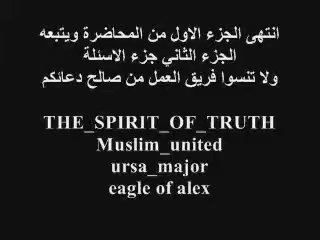 انتهى الجزء الاول من المحاضرة ويتبعه
الجزء الثاني جزء الاسئلة
ولا تنسوا فريق العمل من صالح دعائكم
THE_SPIRIT_OF_TRUTH
Muslim_united
ursa_major
eagle of alex